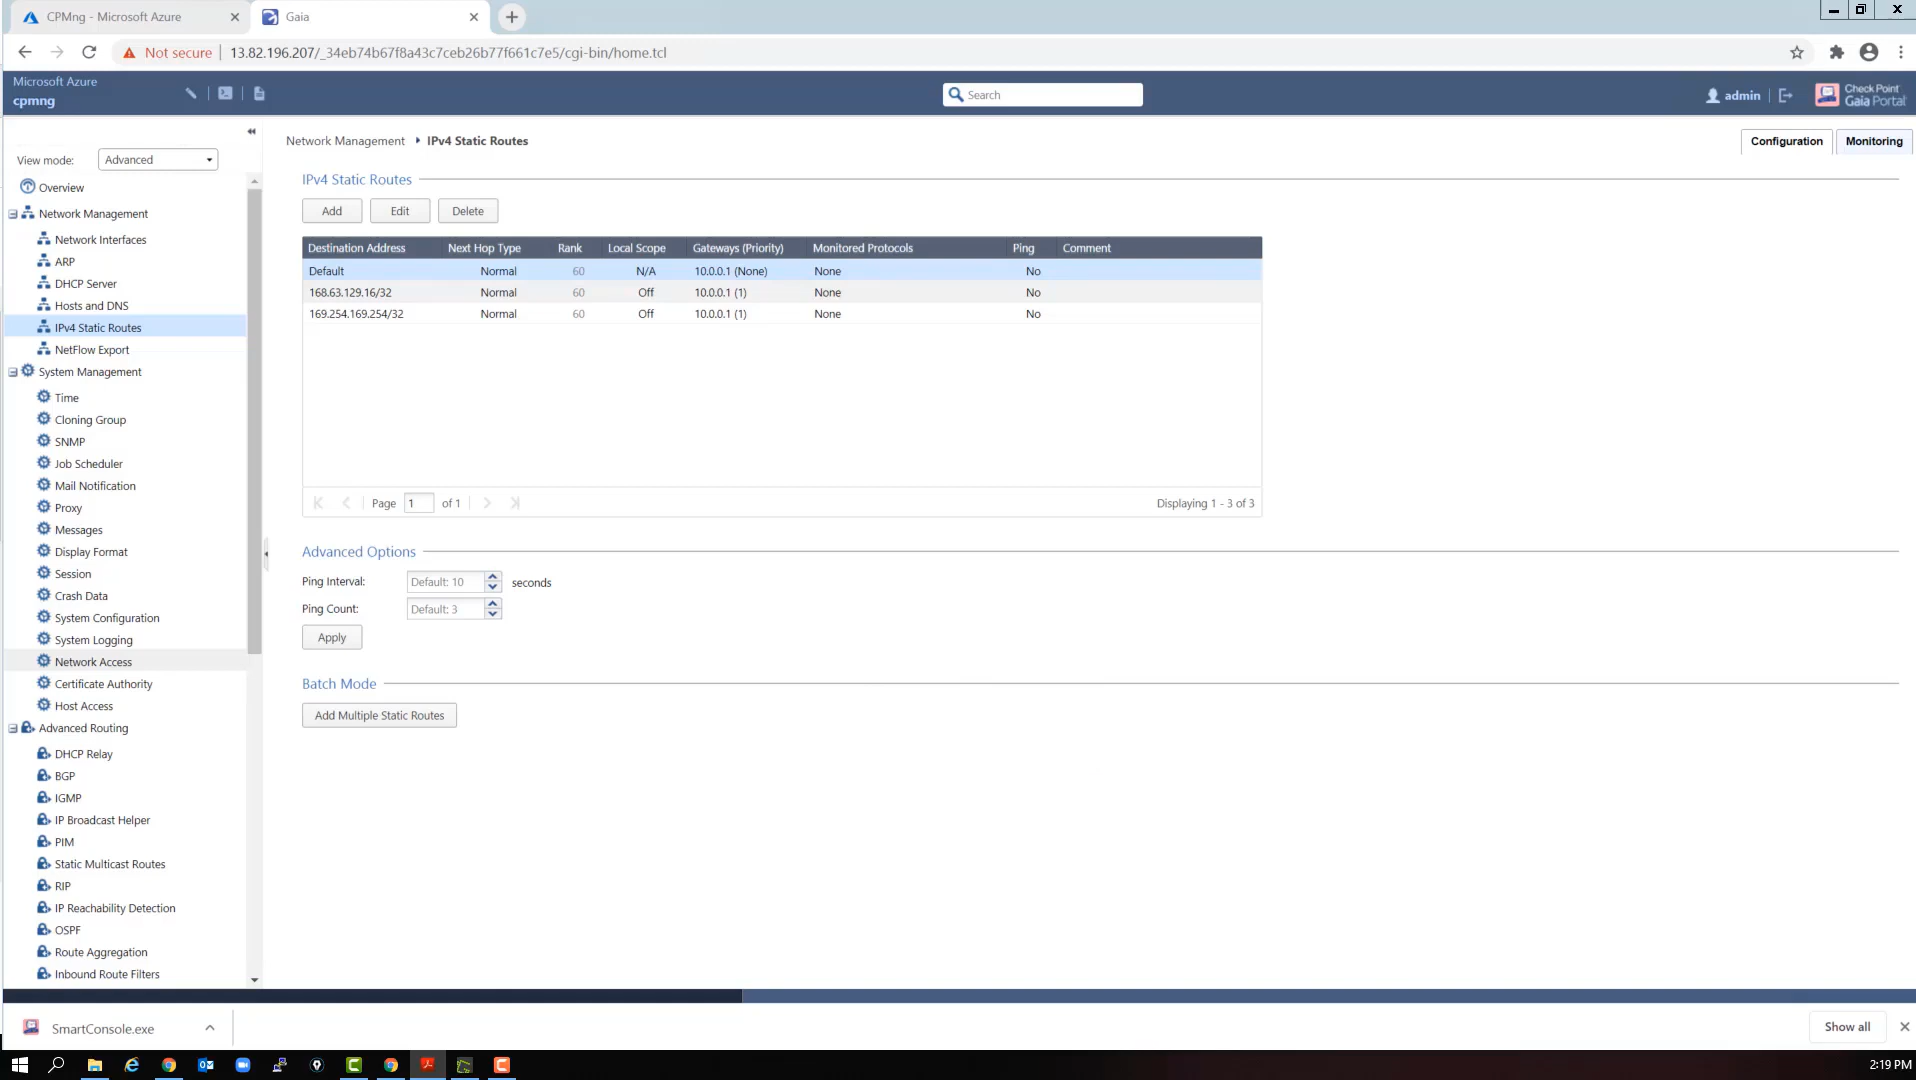 CPMng - Microsoft Azure
Gaia
Not secure
13.82.196.207/_34eb74b67f8a43c7ceb26b77f661c7e5/cgi-bin/home.tcl
Microsoft Azure
cpmng
Search
admin
Check Point
Gaia Portal
View mode:
Advanced
Overview
Network Management
Network Interfaces
ARP
DHCP Server
Hosts and DNS
IPv4 Static Routes
NetFlow Export
System Management
Time
Cloning Group
SNMP
Job Scheduler
Mail Notification
Proxy
Messages
Display Format
Session
Crash Data
System Configuration
System Logging
Network Access
Certificate Authority
Host Access
Advanced Routing
DHCP Relay
BGP
IGMP
IP Broadcast Helper
PIM
Static Multicast Routes
RIP
IP Reachability Detection
OSPF
Route Aggregation
Inbound Route Filters
Network Management IPv4 Static Routes
Configuration
Monitoring
IPv4 Static Routes
Add
Edit
Delete
Destination Address Next Hop Type Rank Local Scope Gateways (Priority) Monitored Protocols Ping Comment
Default Normal 60 N/A 10.0.0.1 (None) None No
168.63.129.16/32 Normal 60 Off 10.0.0.1 (1) None No
169.254.169.254/32 Normal 60 Off 10.0.0.1 (1) None No
Page 1 of 1
Displaying 1 - 3 of 3
Advanced Options
Ping Interval: Default: 10 seconds
Ping Count: Default: 3
Apply
Batch Mode
Add Multiple Static Routes
SmartConsole.exe
Show all
2:19 PM